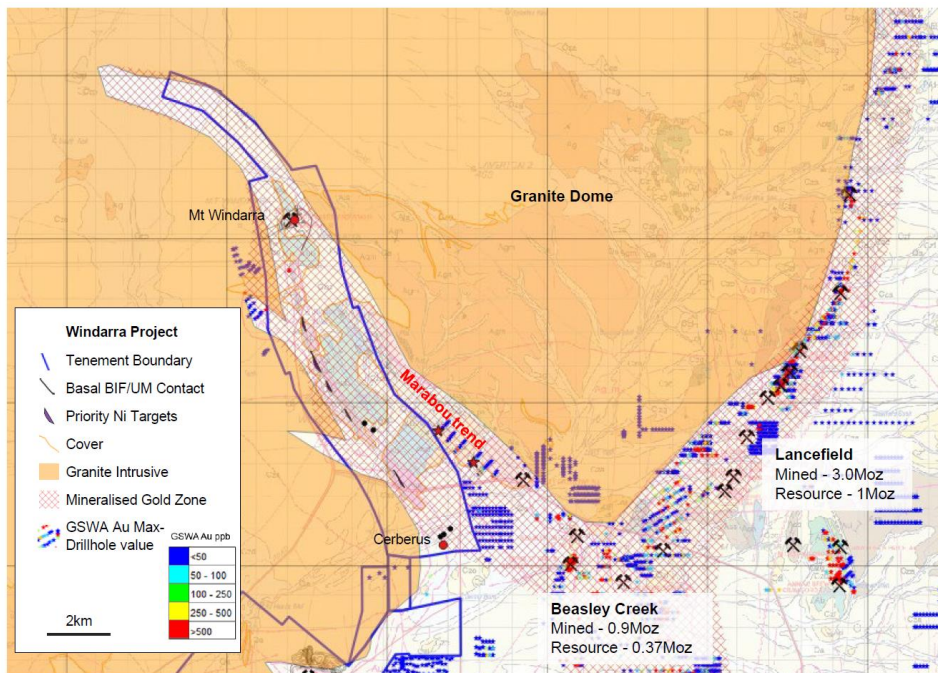 Granite Dome
Mt Windarra
Marabou trend
Windarra Project
Tenement Boundary
Basal BIF/UM Contact
Priority Ni Targets
Cover
Granite Intrusive
Mineralised Gold Zone
GSWA Au Max-
Drillhole value
GSWA Au ppb
<50
50 - 100
100 - 250
250 - 500
>500
2km
Cerberus
Lancefield
Mined - 3.0Moz
Resource - 1Moz
Beasley Creek
Mined - 0.9Moz
Resource - 0.37Moz